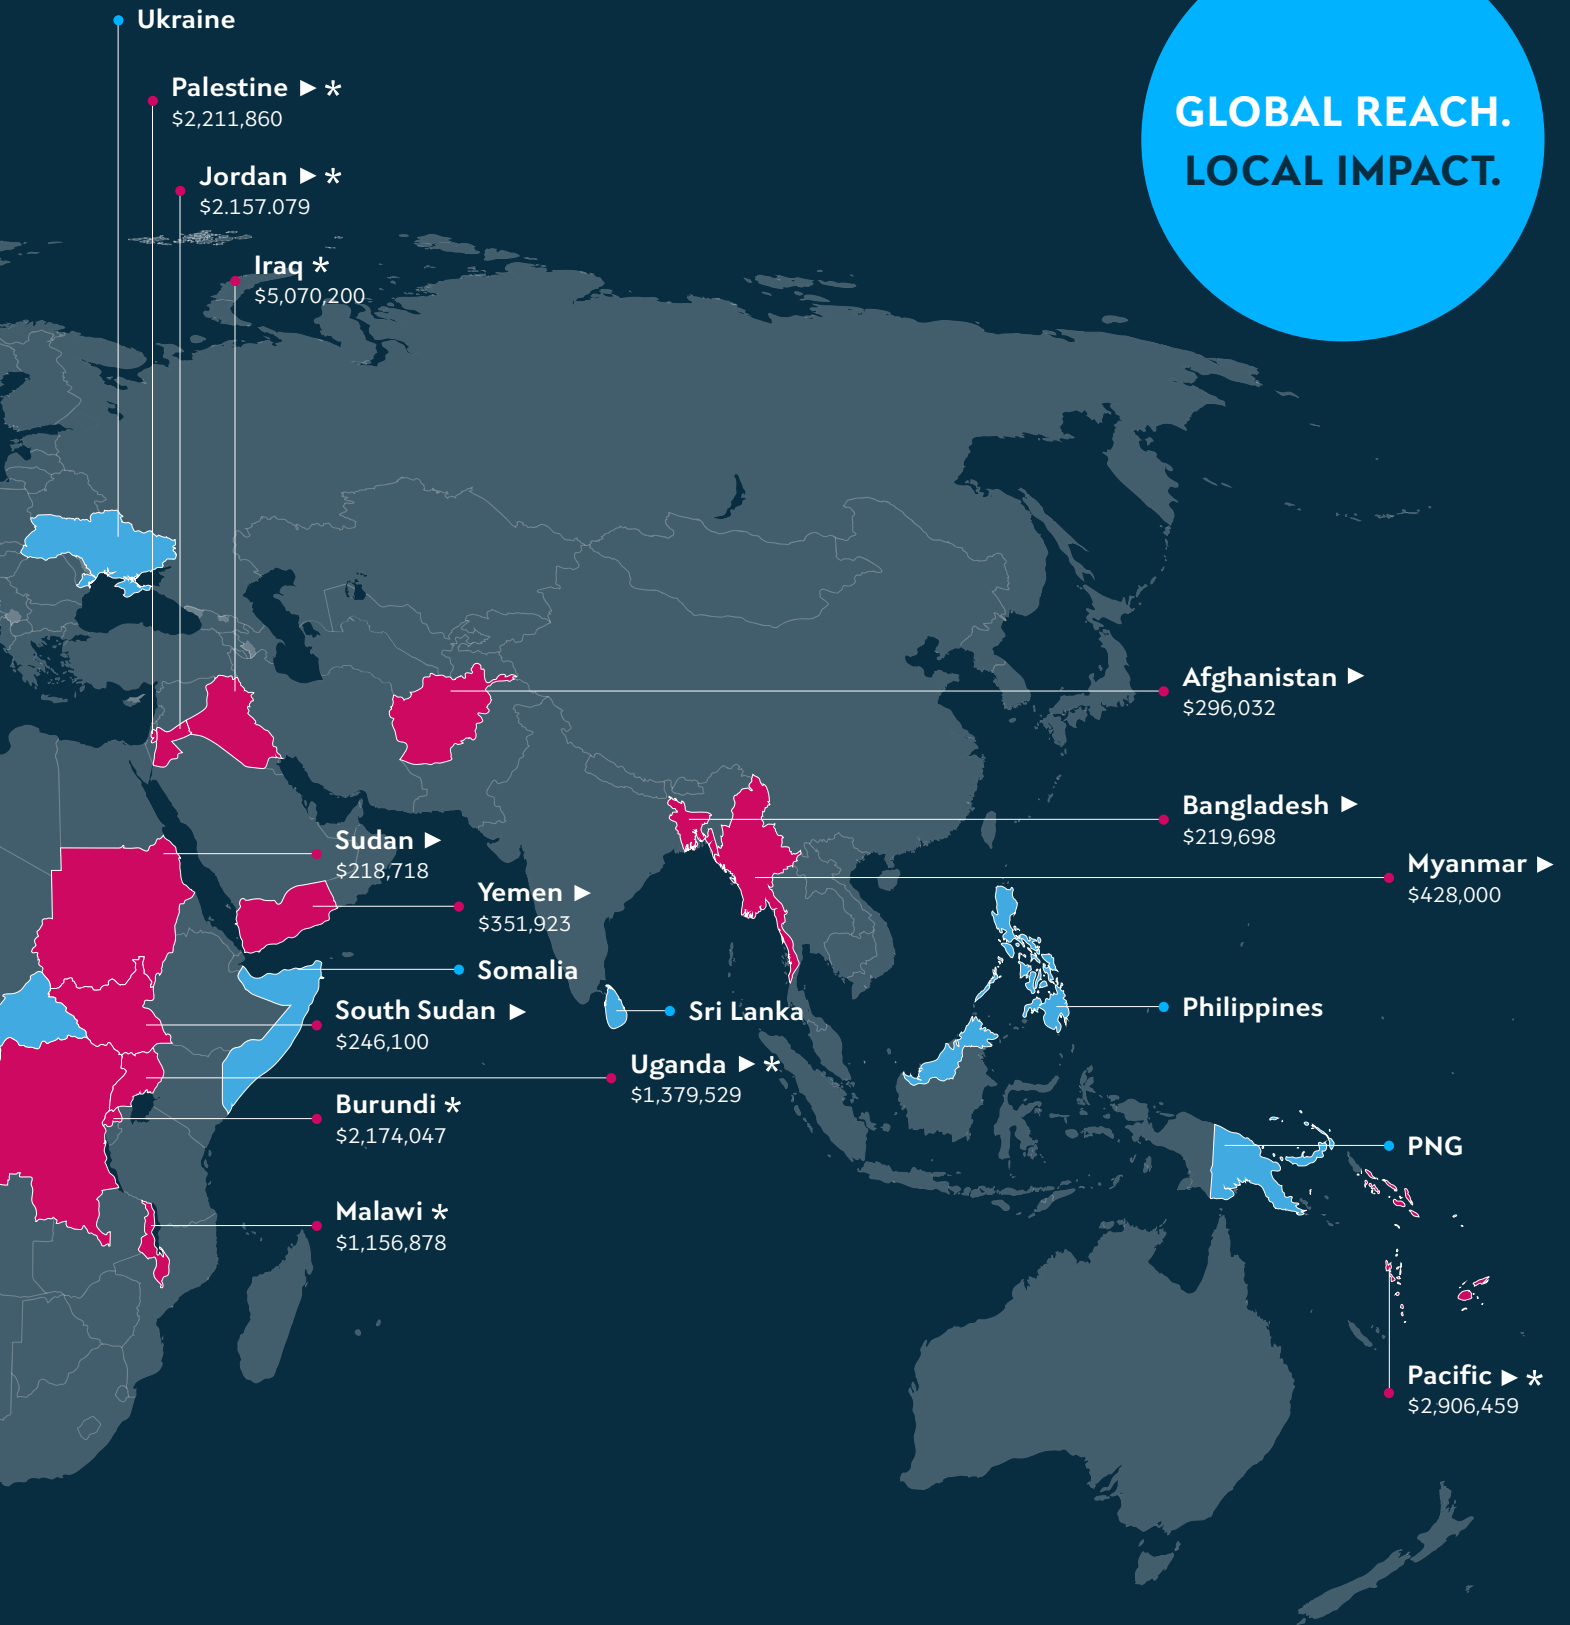 Ukraine
Palestine ▶ *
$2,211,860
Jordan ▶ *
$2.157.079
Iraq *
$5,070,200
GLOBAL REACH.
LOCAL IMPACT.
Afghanistan ▶
$296,032
Bangladesh ▶
$219,698
Myanmar ▶
$428,000
Sudan ▶
$218,718
Yemen ▶
$351,923
Somalia
South Sudan ▶
$246,100
Sri Lanka
Philippines
Uganda ▶ *
$1,379,529
Burundi *
$2,174,047
PNG
Malawi *
$1,156,878
Pacific ▶ *
$2,906,459